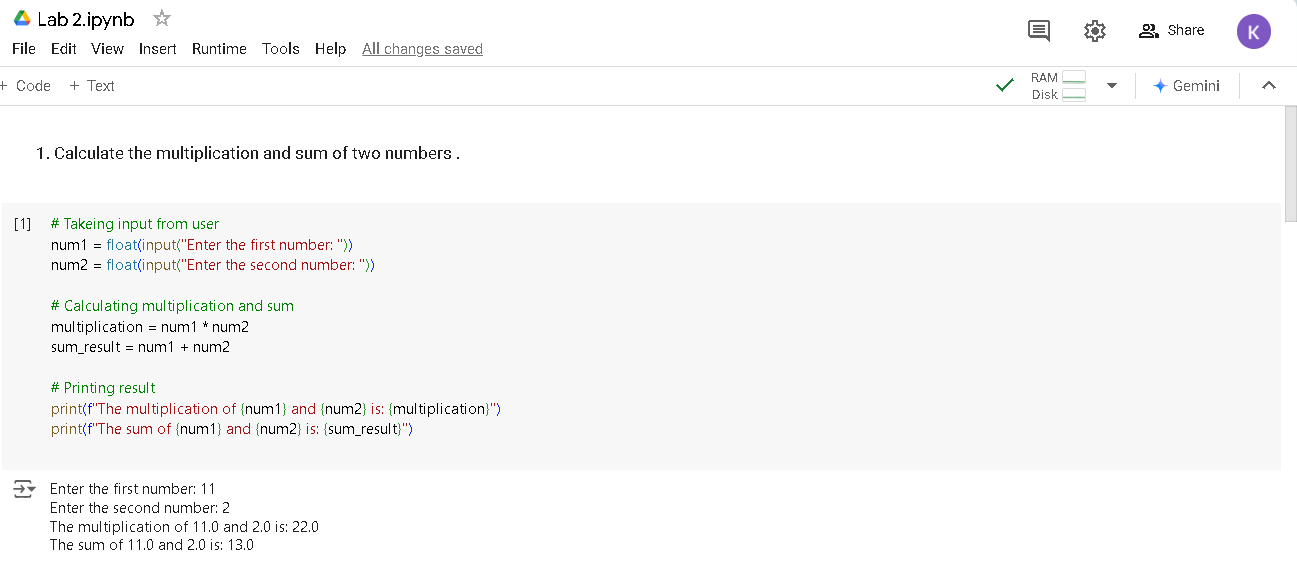 Lab 2.ipynb
File Edit View Insert Runtime Tools Help All changes saved
Share
K
+ Code + Text
RAM
Disk
Gemini
1. Calculate the multiplication and sum of two numbers .
[1] # Takeing input from user
num1 = float(input("Enter the first number: "))
num2 = float(input("Enter the second number: "))
# Calculating multiplication and sum
multiplication = num1 * num2
sum_result = num1 + num2
# Printing result
print(f"The multiplication of {num1} and {num2} is: {multiplication}")
print(f"The sum of {num1} and {num2} is: {sum_result}")
Enter the first number: 11
Enter the second number: 2
The multiplication of 11.0 and 2.0 is: 22.0
The sum of 11.0 and 2.0 is: 13.0